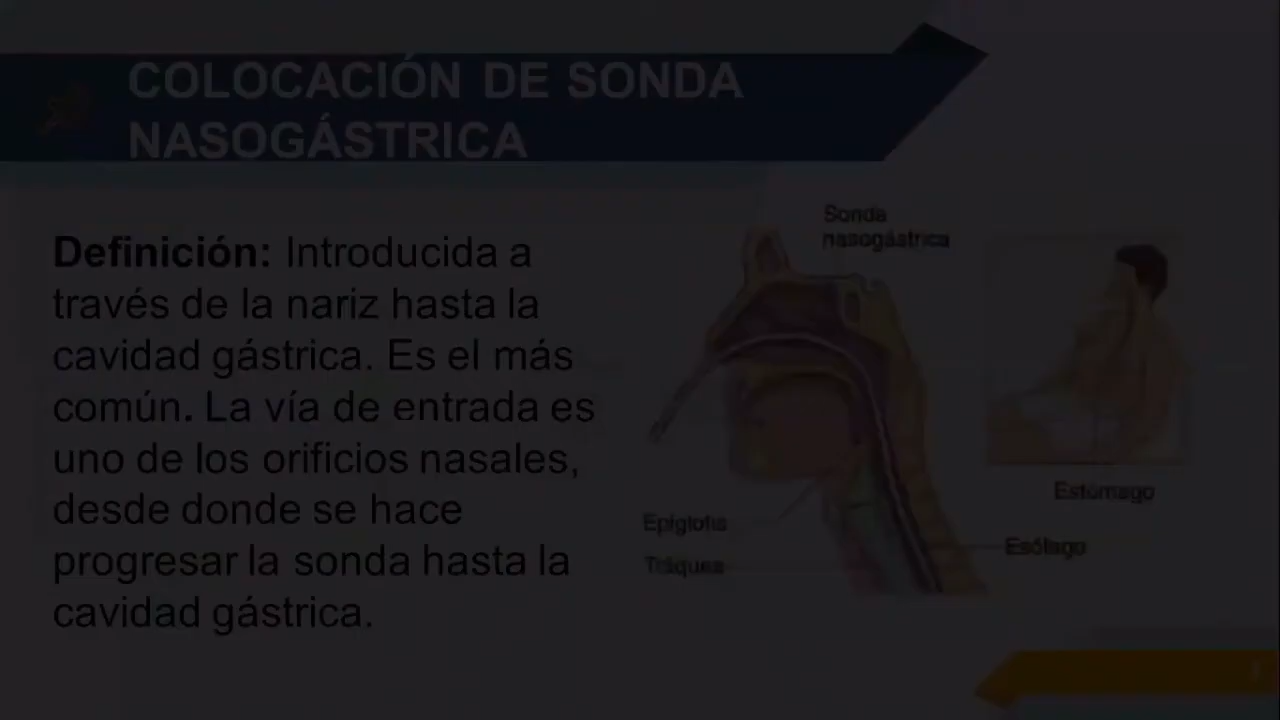 COLOCACIÓN DE SONDA
NASOGÁSTRICA
Definición: Introducida a
través de la nariz hasta la
cavidad gástrica. Es el más
común. La vía de entrada es
uno de los orificios nasales,
desde donde se hace
progresar la sonda hasta la
cavidad gástrica.
Sonda
nasogástrica
Estómago
Epíglotis
Esófago
Tráquea